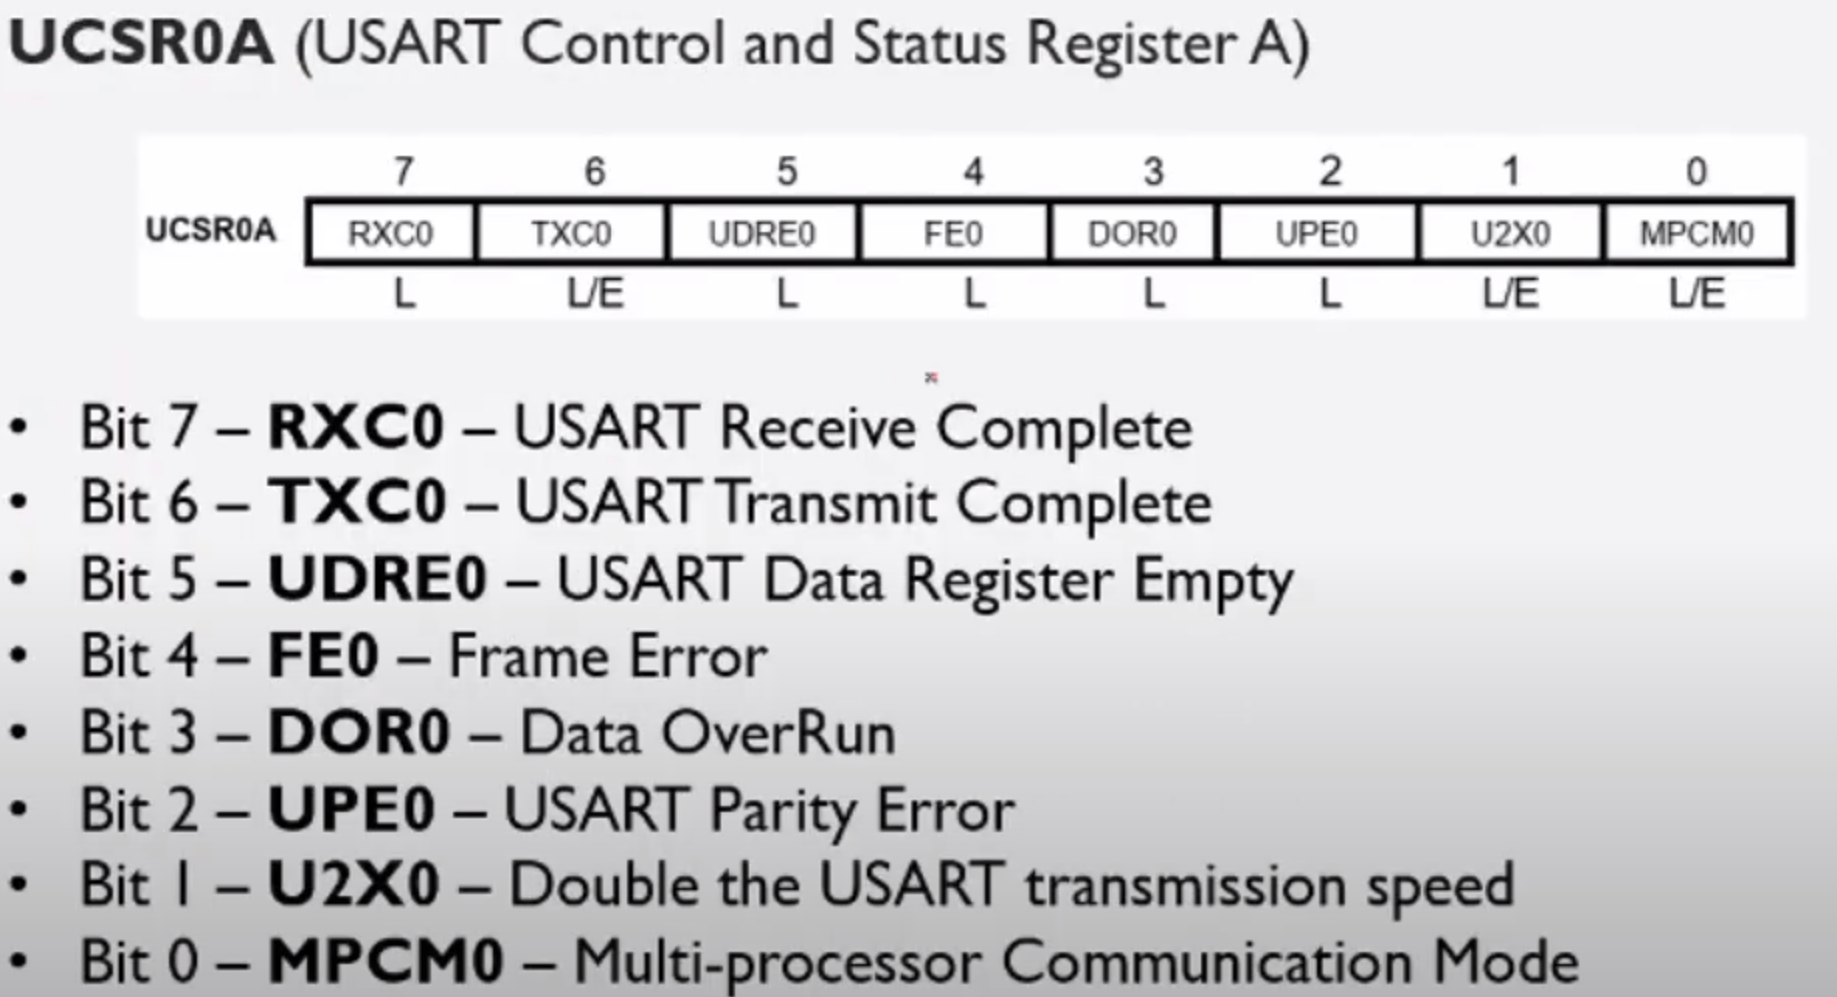 UCSR0A (USART Control and Status Register A)
7 6 5 4 3 2 1 0
UCSR0A RXC0 TXC0 UDRE0 FE0 DOR0 UPE0 U2X0 MPCM0
L L/E L L L L L/E L/E
• Bit 7 – RXC0 – USART Receive Complete
• Bit 6 – TXC0 – USART Transmit Complete
• Bit 5 – UDRE0 – USART Data Register Empty
• Bit 4 – FE0 – Frame Error
• Bit 3 – DOR0 – Data OverRun
• Bit 2 – UPE0 – USART Parity Error
• Bit 1 – U2X0 – Double the USART transmission speed
• Bit 0 – MPCM0 – Multi-processor Communication Mode